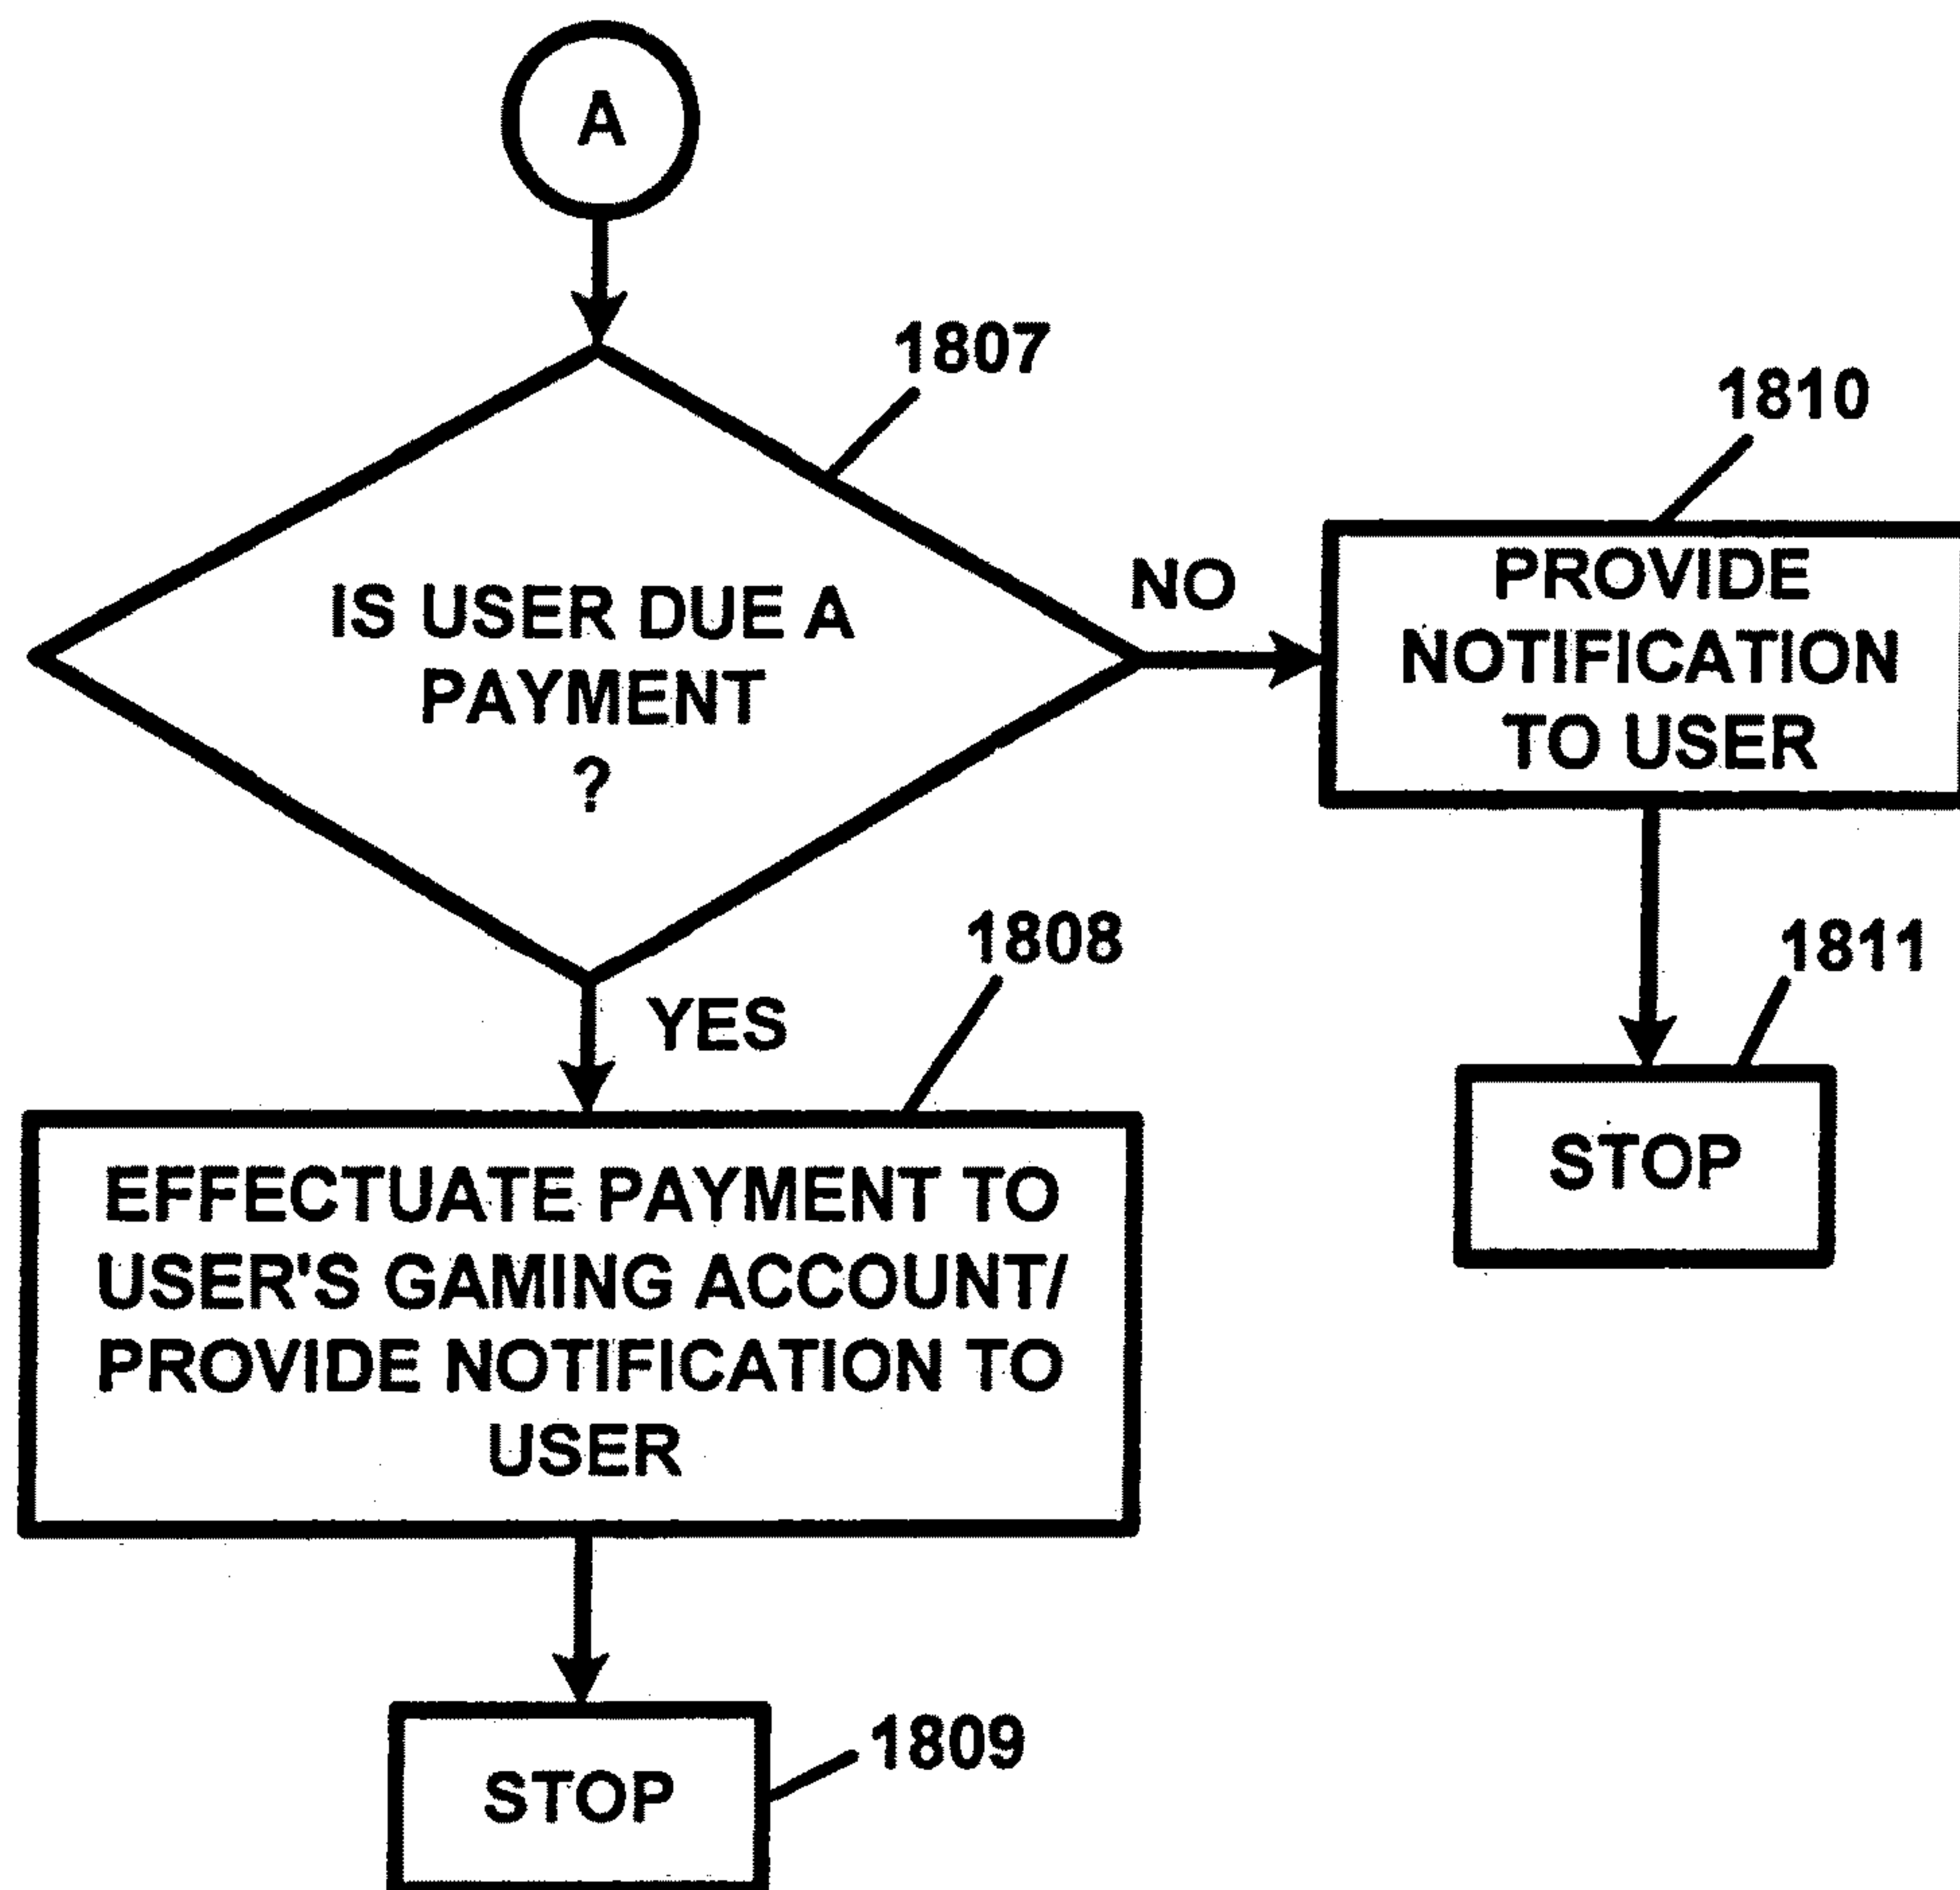 A
1807
IS USER DUE A
PAYMENT
?
NO
1810
PROVIDE
NOTIFICATION
TO USER
YES
1808
EFFECTUATE PAYMENT TO
USER'S GAMING ACCOUNT/
PROVIDE NOTIFICATION TO
USER
1811
STOP
STOP
1809